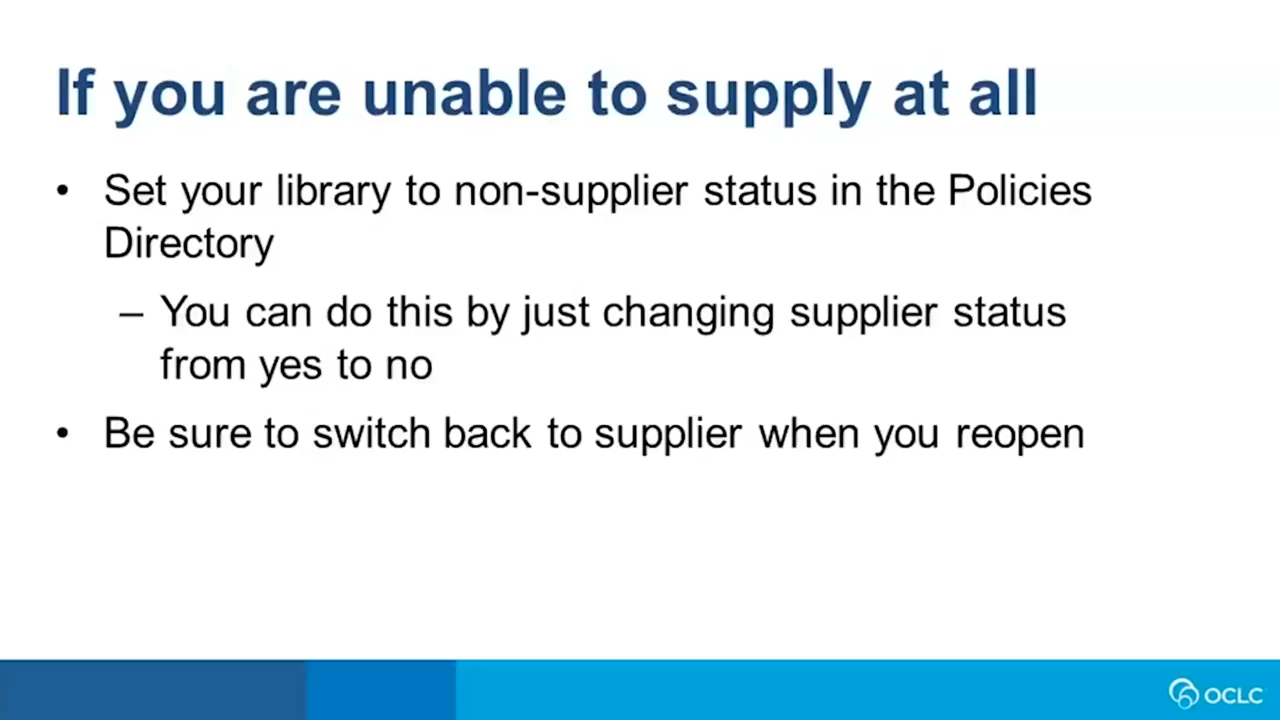 If you are unable to supply at all
• Set your library to non-supplier status in the Policies
Directory
– You can do this by just changing supplier status
from yes to no
• Be sure to switch back to supplier when you reopen
OCLC